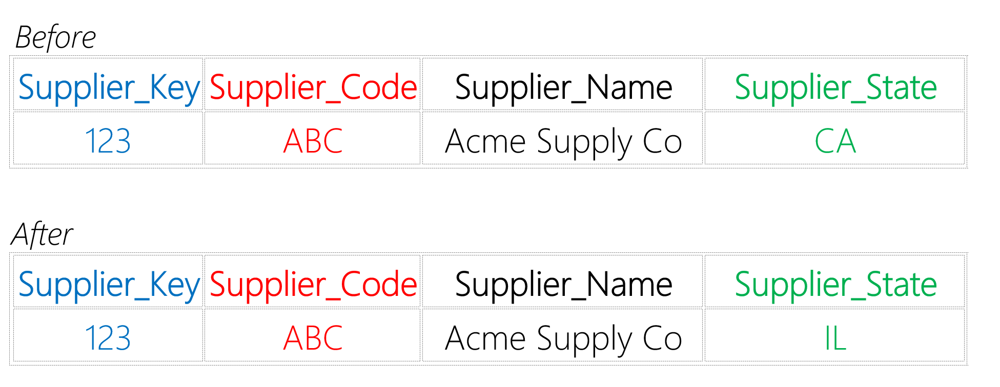 Before
Supplier_Key Supplier_Code Supplier_Name Supplier_State
123 ABC Acme Supply Co CA
After
Supplier_Key Supplier_Code Supplier_Name Supplier_State
123 ABC Acme Supply Co IL